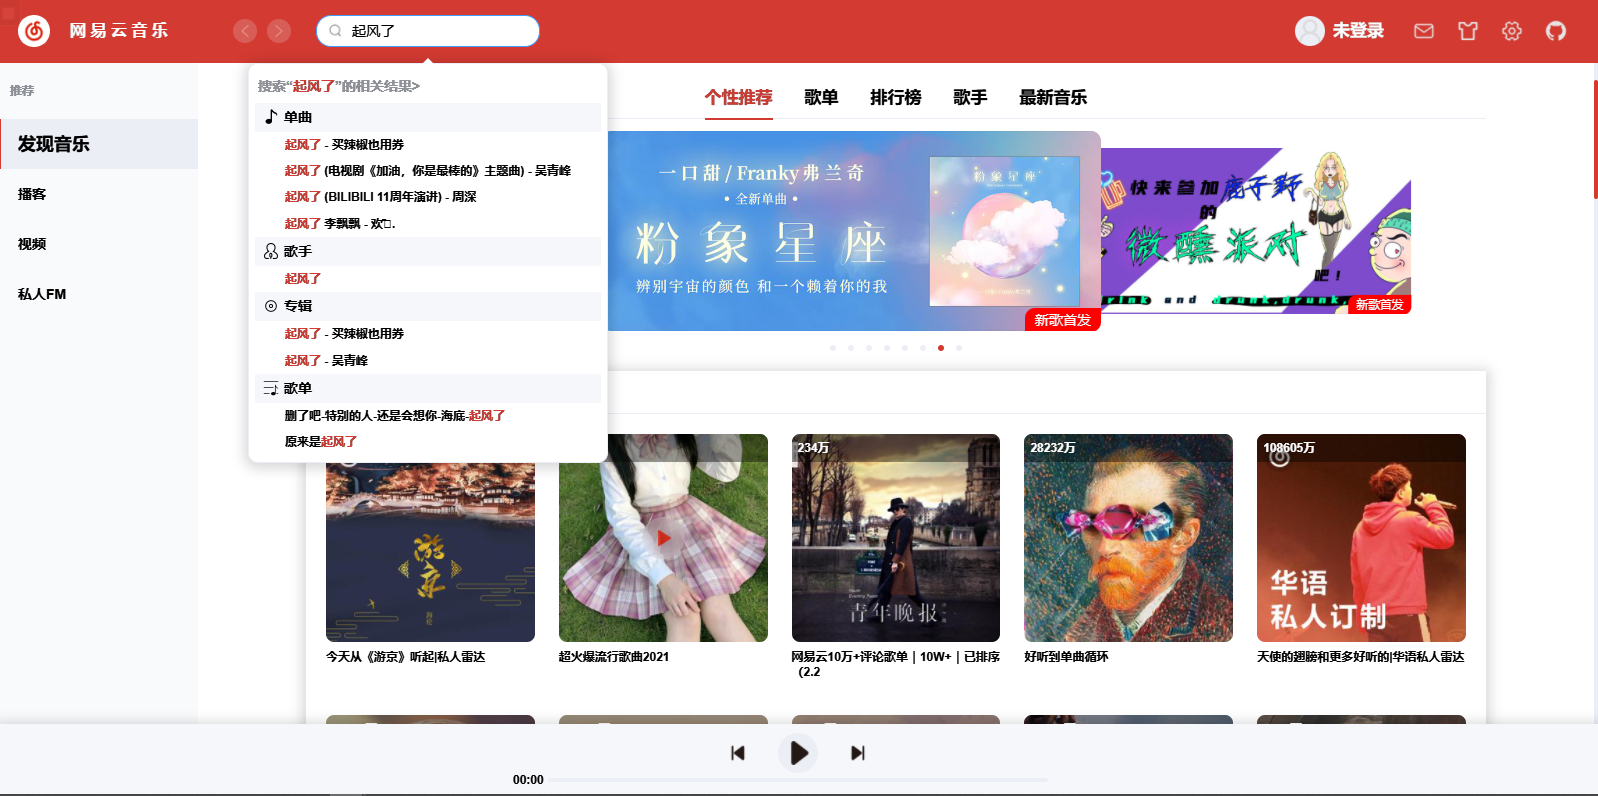 网易云音乐
起风了
未登录
推荐
发现音乐
播客
视频
私人FM
搜索“起风了”的相关结果>
单曲
起风了 - 买辣椒也用券
起风了 (电视剧《加油，你是最棒的》主题曲) - 吴青峰
起风了 (BILIBILI 11周年演讲) - 周深
起风了 李飘飘 - 欢□.
歌手
起风了
专辑
起风了 - 买辣椒也用券
起风了 - 吴青峰
歌单
删了吧-特别的人-还是会想你-海底-起风了
原来是起风了
个性推荐
歌单
排行榜
歌手
最新音乐
一口甜 / Franky弗兰奇
• 全新单曲 •
粉象星座
辨别宇宙的颜色 和一个赖着你的我
粉象星座
新歌首发
快来参加鹿子野
的
微醺派对
吧！
drink and drunk,drunk,
新歌首发
游京
今天从《游京》听起|私人雷达
超火爆流行歌曲2021
234万
青年晚报
网易云10万+评论歌单｜10W+｜已排序
（2.2
28232万
好听到单曲循环
108605万
华语
私人订制
天使的翅膀和更多好听的|华语私人雷达
00:00